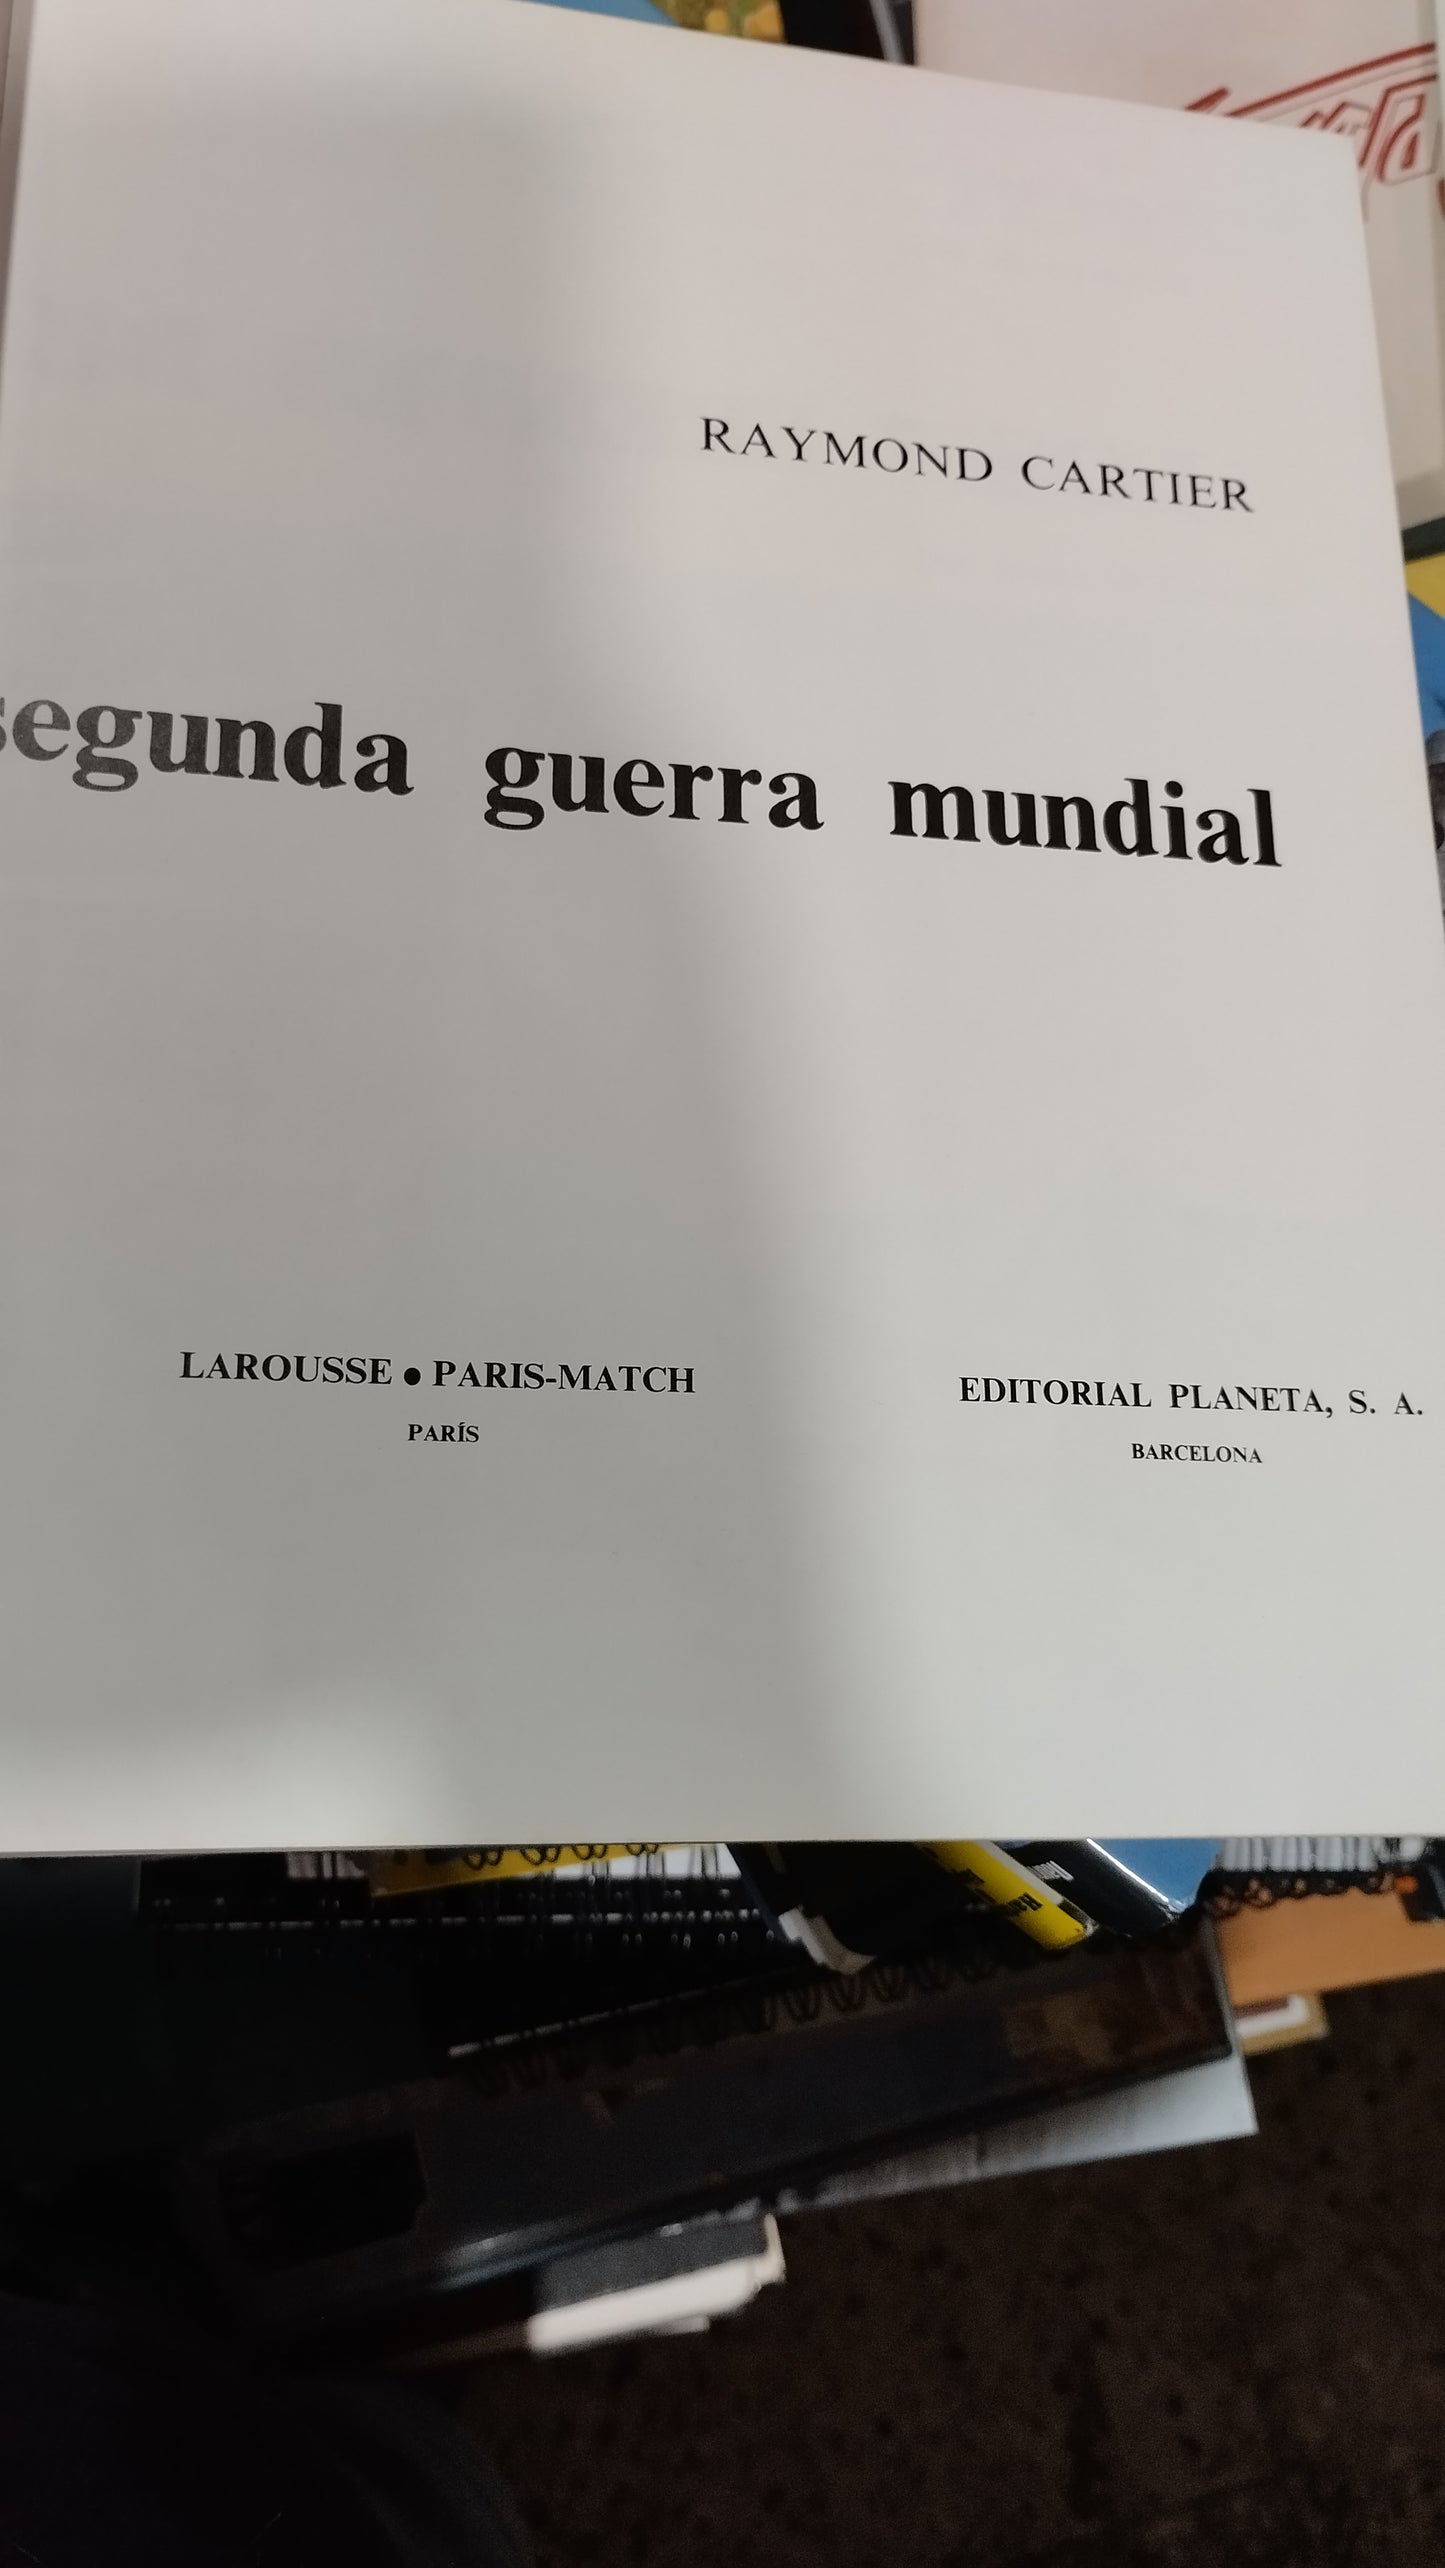 RAYMOND CARTIER
segunda guerra mundial
LAROUSSE ● PARIS-MATCH
PARÍS
EDITORIAL PLANETA, S. A.
BARCELONA